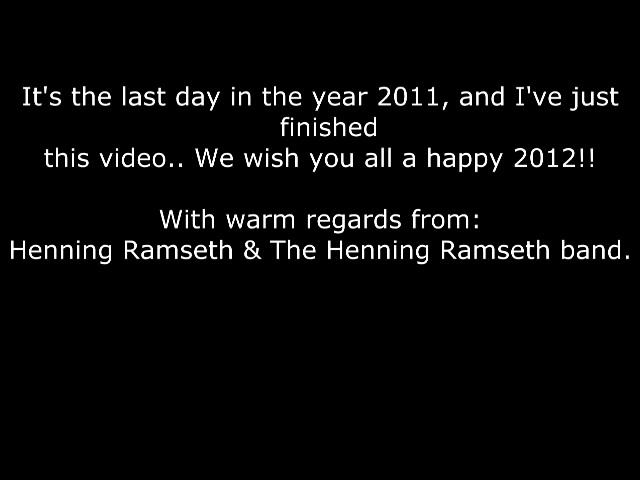 It's the last day in the year 2011, and I've just
finished
this video.. We wish you all a happy 2012!!
With warm regards from:
Henning Ramseth & The Henning Ramseth band.